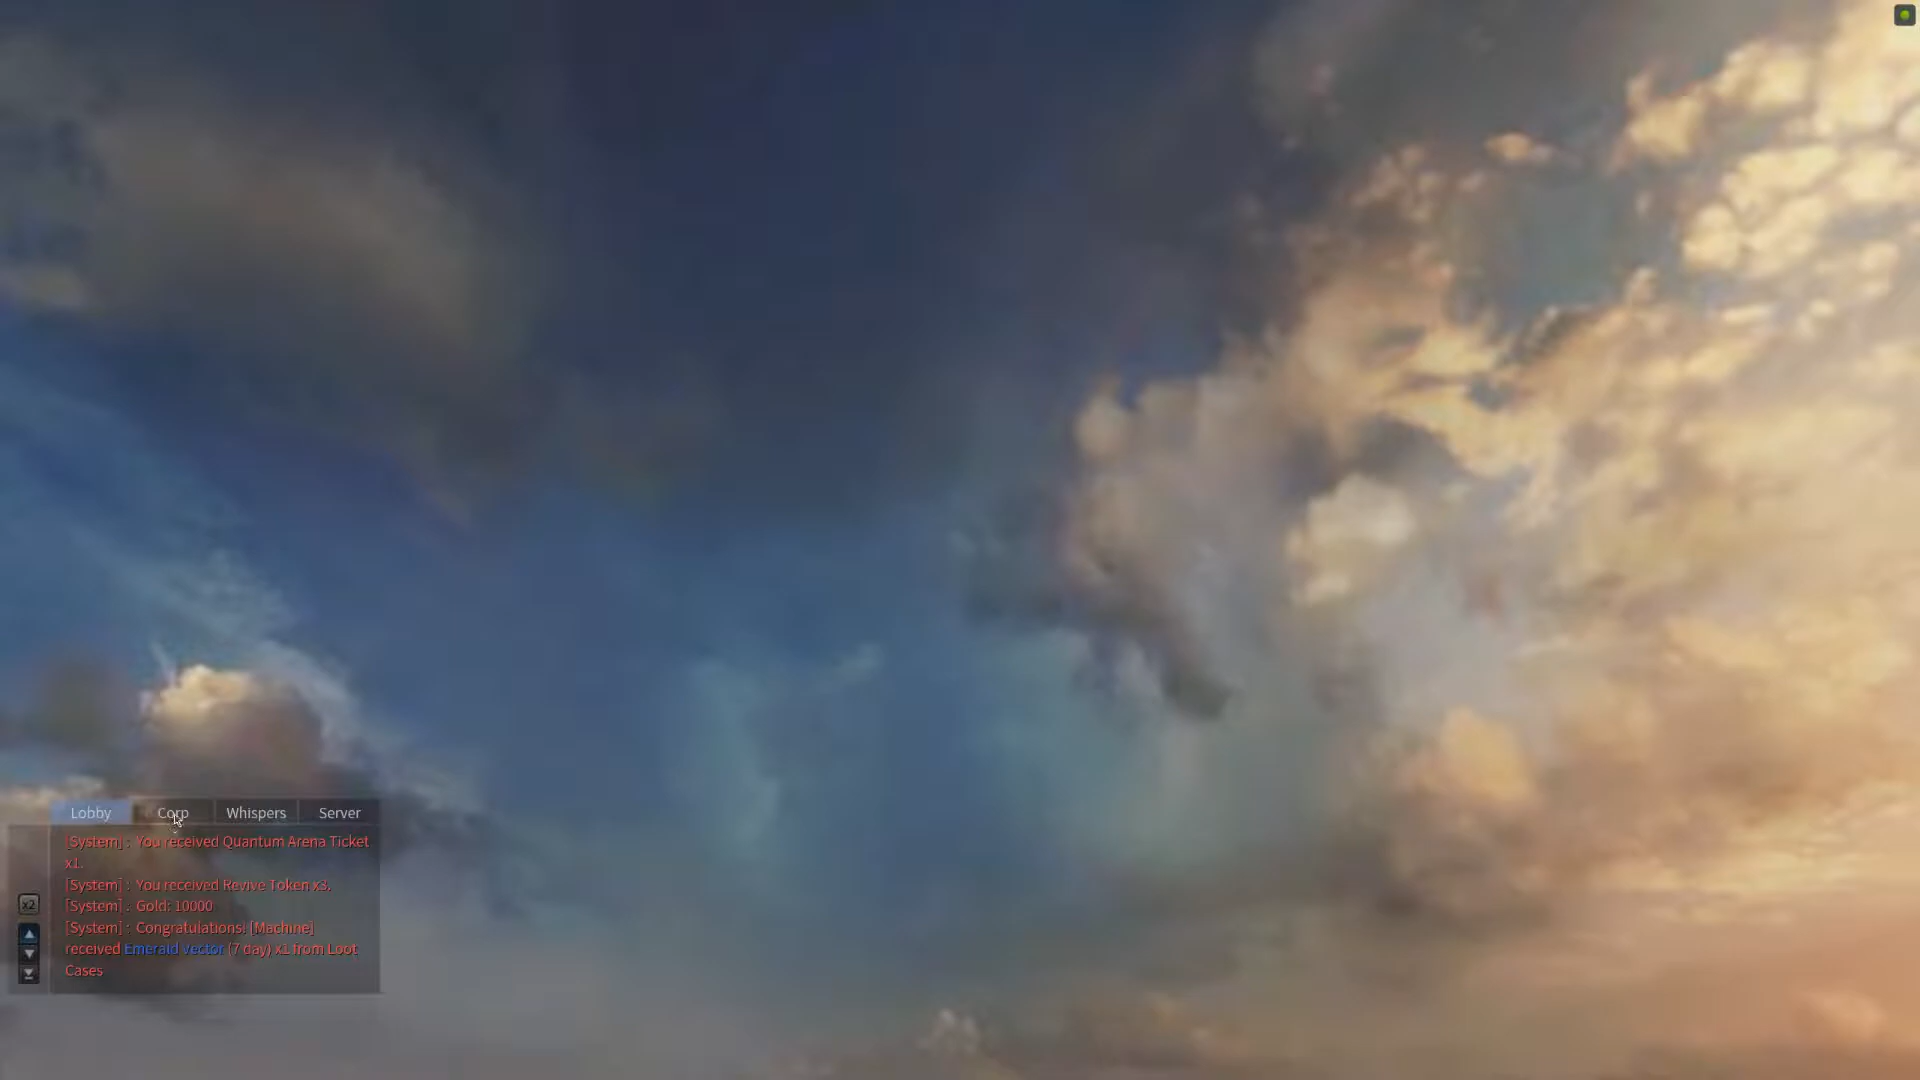 Lobby Corp Whispers Server
[System] : You received Quantum Arena Ticket
x1.
[System] : You received Revive Token x3.
x2
[System] : Gold: 10000
[System] : Congratulations! [Machine]
received Emerald Vector (7 day) x1 from Loot
Cases